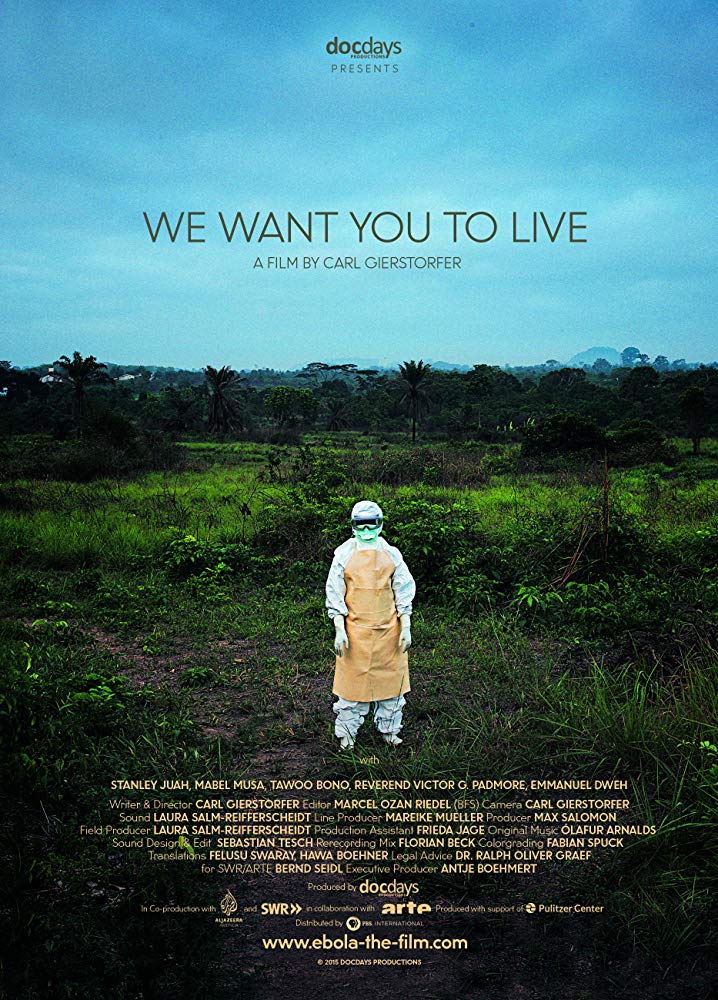 docdays
PRODUCTIONS
PRESENTS
WE WANT YOU TO LIVE
A FILM BY CARL GIERSTORFER
with
STANLEY JUAH, MABEL MUSA, TAWOO BONO, REVEREND VICTOR G. PADMORE, EMMANUEL DWEH
Writer & Director CARL GIERSTORFER Editor MARCEL OZAN RIEDEL (BFS) Camera CARL GIERSTORFER
Sound LAURA SALM-REIFFERSCHEIDT Line Producer MAREIKE MUELLER Producer MAX SALOMON
Field Producer LAURA SALM-REIFFERSCHEIDT Production Assistant FRIEDA JAGE Original Music ÓLAFUR ARNALDS
Sound Design & Edit SEBASTIAN TESCH Rerecording Mix FLORIAN BECK Colorgrading FABIAN SPUCK
Translations FELUSU SWARAY, HAWA BOEHNER Legal Advice DR. RALPH OLIVER GRAEF
for SWR/ARTE BERND SEIDL Executive Producer ANTJE BOEHMERT
Produced by docdays
In Co-production with ALJAZEERA and SWR in collaboration with arte Produced with support of Pulitzer Center
Distributed by PBS INTERNATIONAL
www.ebola-the-film.com
© 2015 DOCDAYS PRODUCTIONS